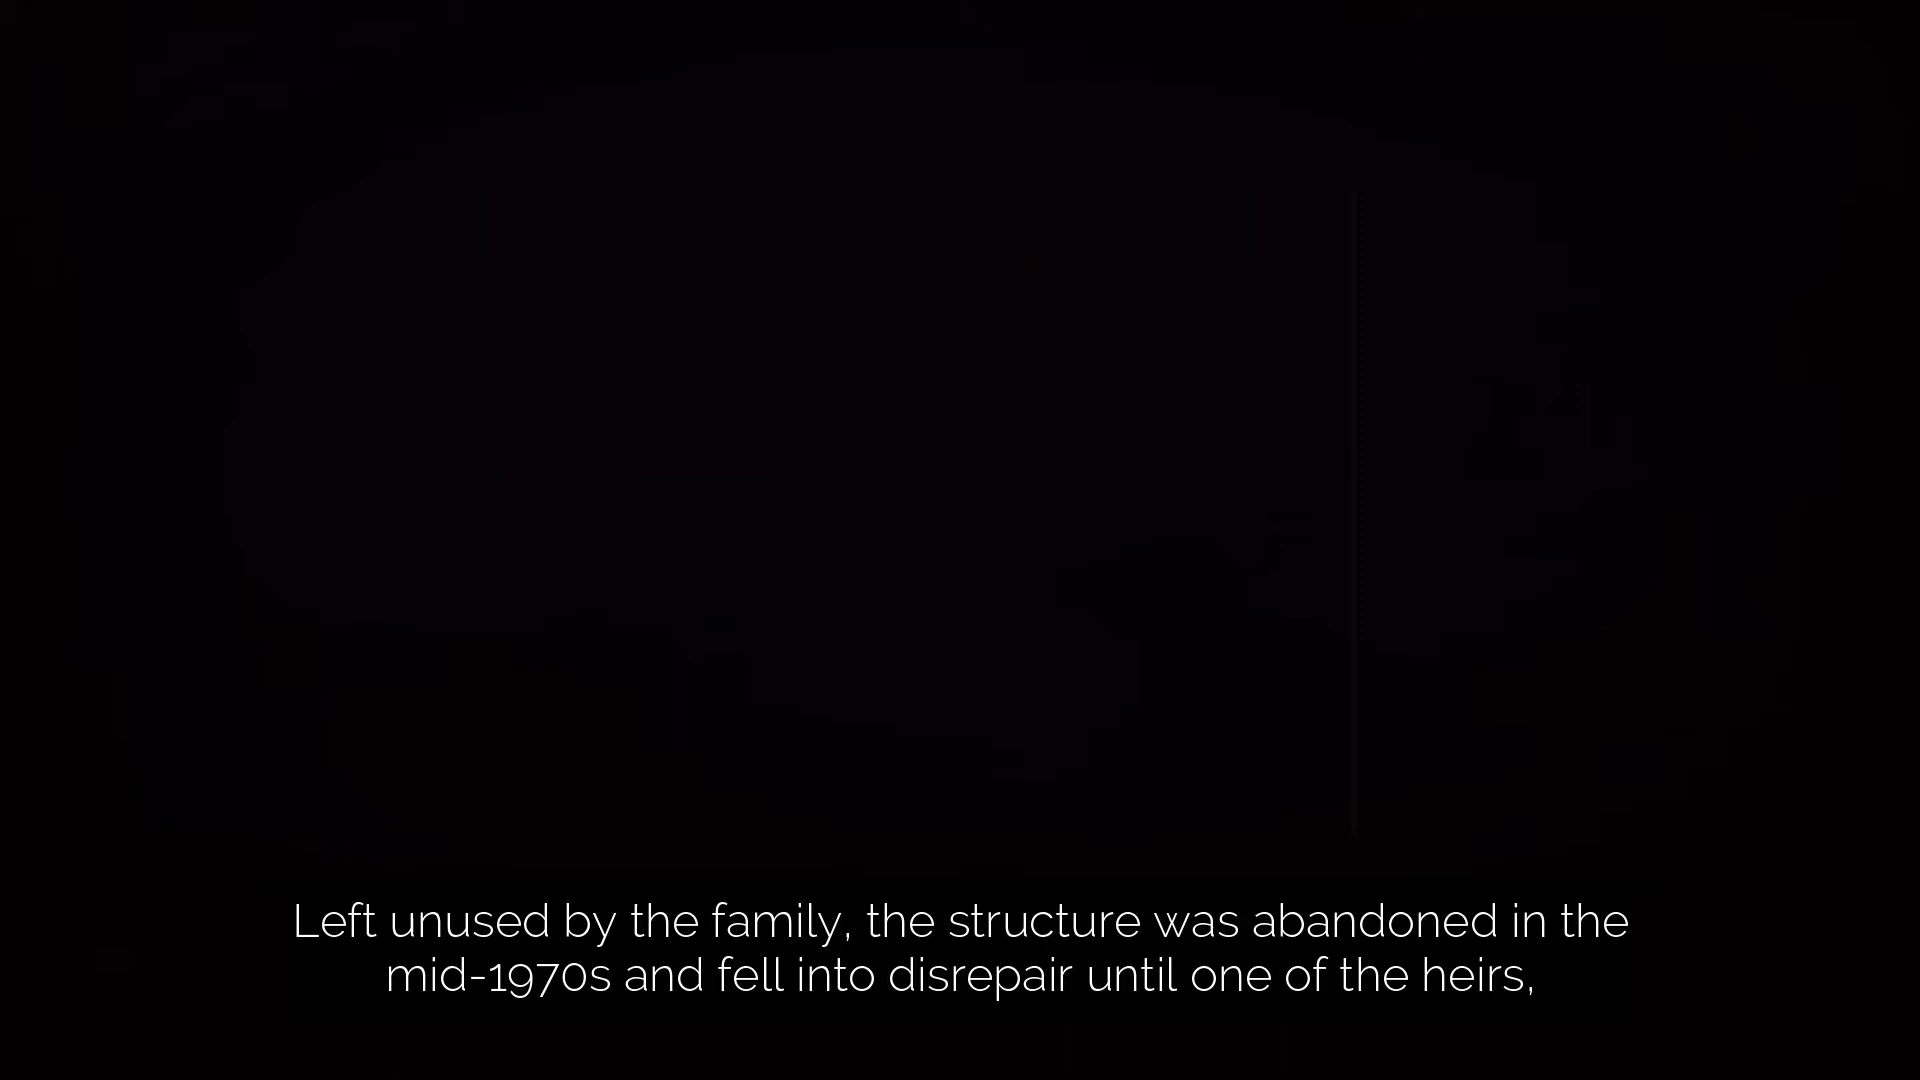 Left unused by the family, the structure was abandoned in the
mid-1970s and fell into disrepair until one of the heirs,